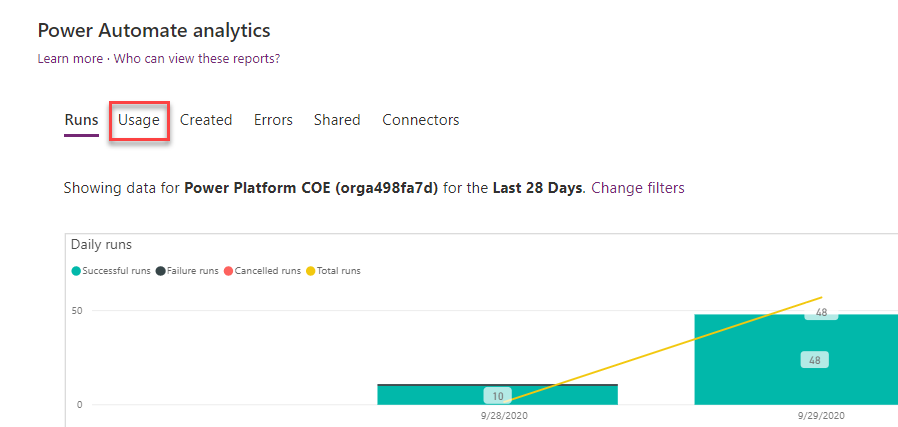 Power Automate analytics
Learn more · Who can view these reports?
Runs Usage Created Errors Shared Connectors
Showing data for Power Platform COE (orga498fa7d) for the Last 28 Days. Change filters
Daily runs
Successful runs Failure runs Cancelled runs Total runs
50
48
48
10
0
9/28/2020 9/29/2020